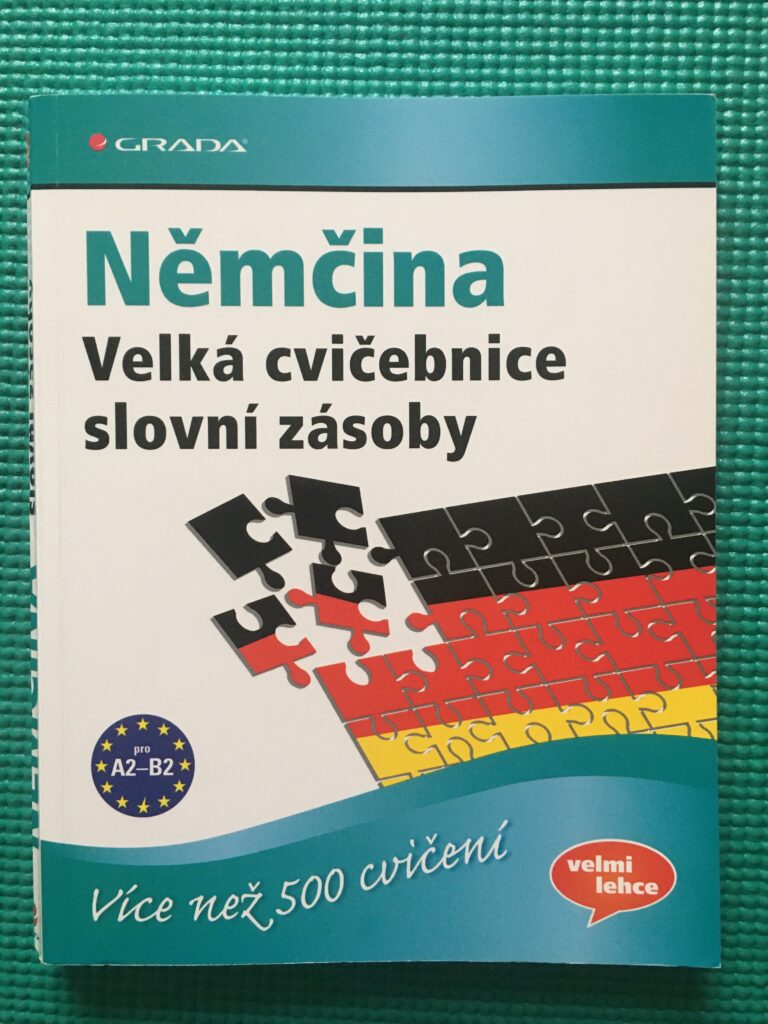 GRADA
Němčina
Velká cvičebnice
slovní zásoby
pro
A2–B2
Více než 500 cvičení
velmi
lehce